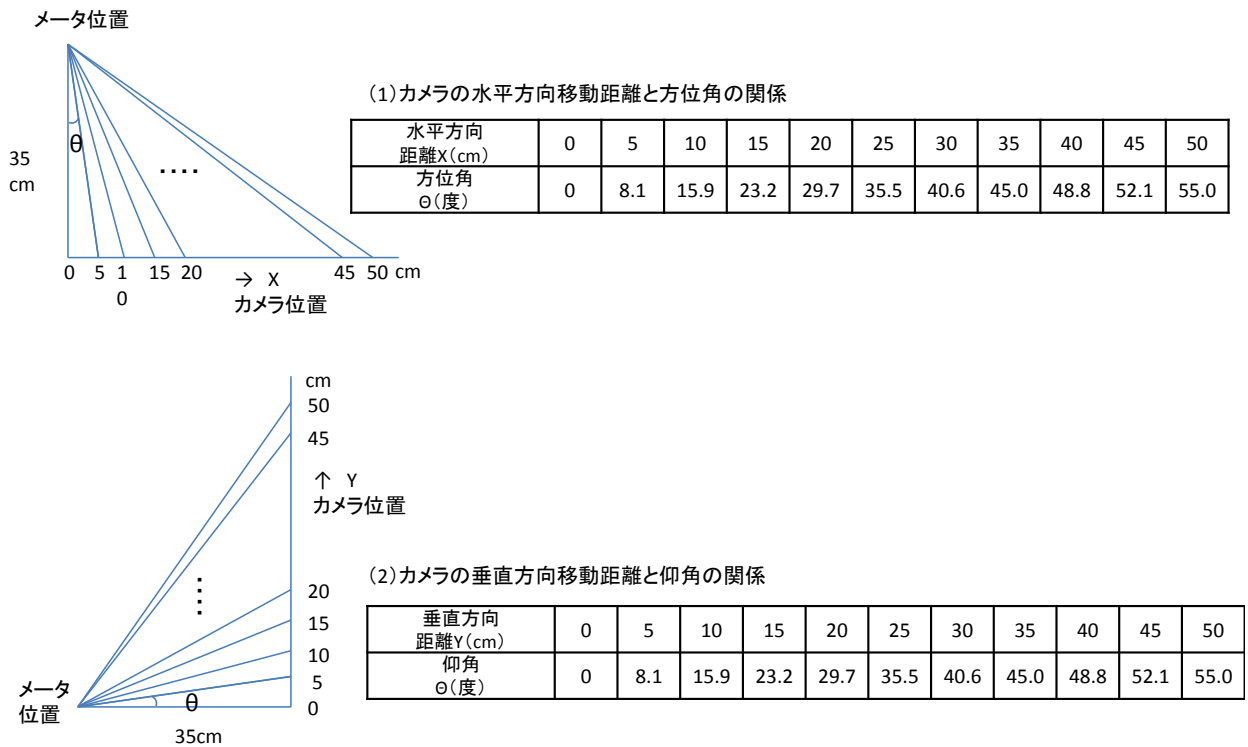 メータ位置
θ
35
cm
‥‥
0 5 1
0 15 20 45 50 cm
→ X
カメラ位置
(1)カメラの水平方向移動距離と方位角の関係
水平方向
距離X(cm) 0 5 10 15 20 25 30 35 40 45 50
方位角
Θ(度) 0 8.1 15.9 23.2 29.7 35.5 40.6 45.0 48.8 52.1 55.0
cm
50
45
↑ Y
カメラ位置
‥‥
20
15
10
5
0
メータ
位置
θ
35cm
(2)カメラの垂直方向移動距離と仰角の関係
垂直方向
距離Y(cm) 0 5 10 15 20 25 30 35 40 45 50
仰角
Θ(度) 0 8.1 15.9 23.2 29.7 35.5 40.6 45.0 48.8 52.1 55.0